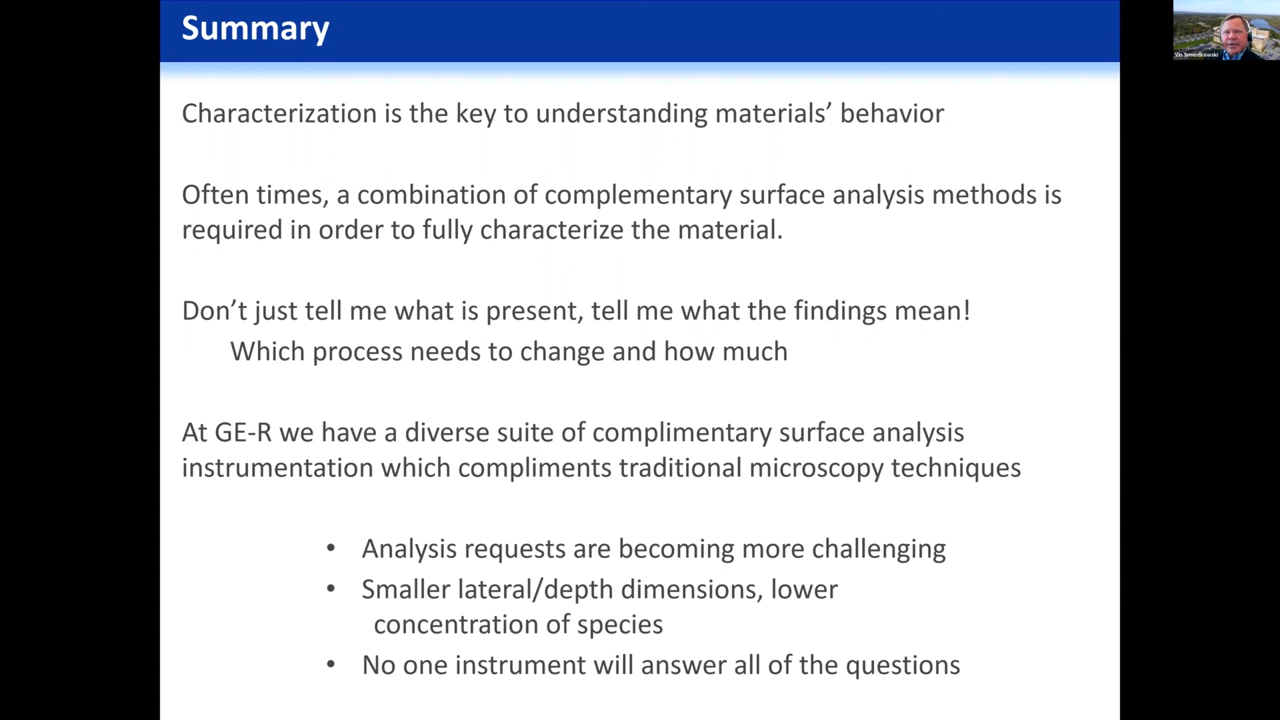 Summary
Vin Smentkowski
Characterization is the key to understanding materials’ behavior
Often times, a combination of complementary surface analysis methods is
required in order to fully characterize the material.
Don’t just tell me what is present, tell me what the findings mean!
Which process needs to change and how much
At GE-R we have a diverse suite of complimentary surface analysis
instrumentation which compliments traditional microscopy techniques
• Analysis requests are becoming more challenging
• Smaller lateral/depth dimensions, lower
concentration of species
• No one instrument will answer all of the questions